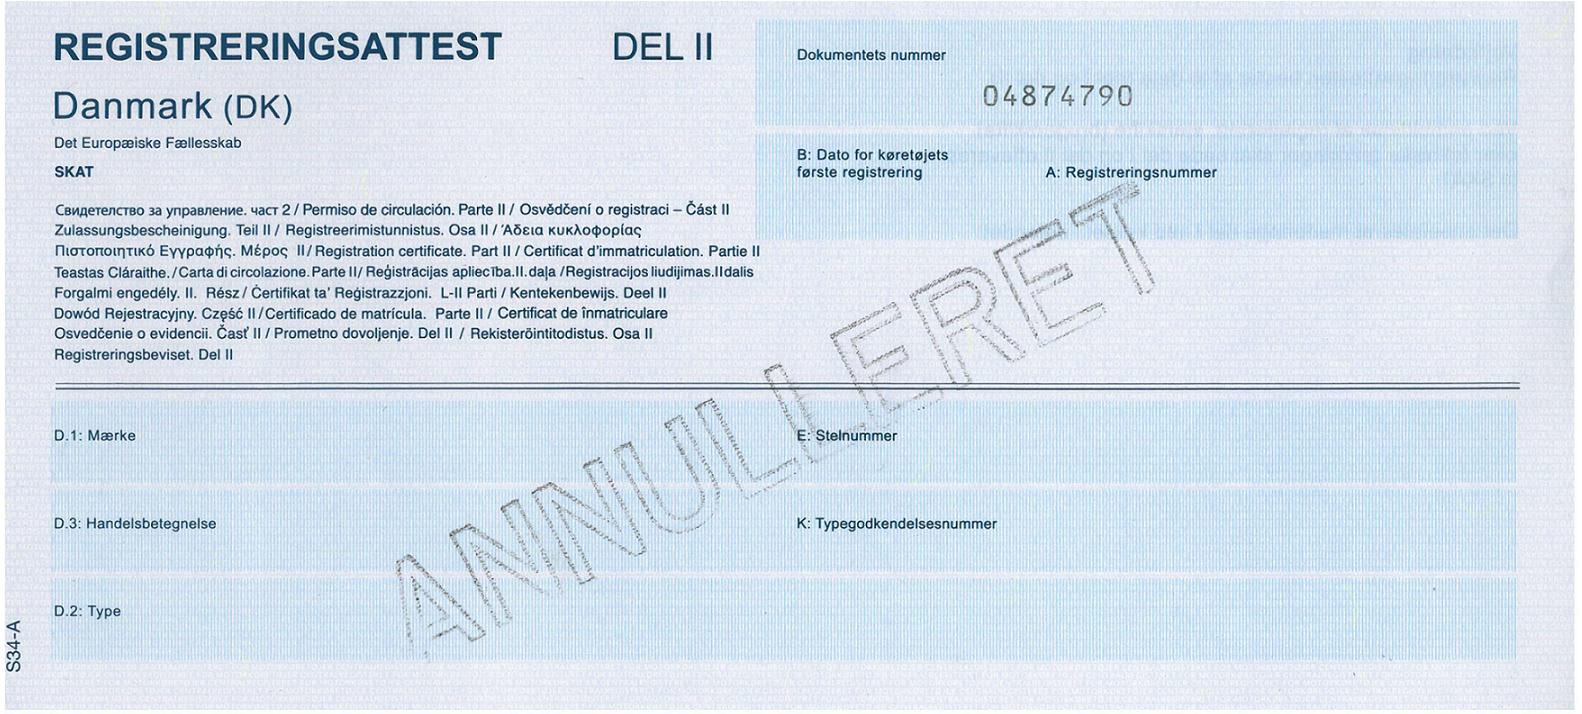 REGISTRERINGSATTEST DEL II
Danmark (DK)
Det Europæiske Fællesskab
SKAT
Dokumentets nummer
04874790
B: Dato for køretøjets
første registrering
A: Registreringsnummer
Свидетелство за управление. част 2 / Permiso de circulación. Parte II / Osvědčení o registraci – Část II
Zulassungsbescheinigung. Teil II / Registreerimistunnistus. Osa II / Άδεια κυκλοφορίας
Πιστοποιητικό Εγγραφής. Μέρος II / Registration certificate. Part II / Certificat d'immatriculation. Partie II
Teastas Cláraithe. / Carta di circolazione. Parte II / Reģistrācijas apliecība.II. daļa / Registracijos liudijimas.II dalis
Forgalmi engedély. II. Rész / Ċertifikat ta' Reġistrazzjoni. L-II Parti / Kentekenbewijs. Deel II
Dowód Rejestracyjny. Część II / Certificado de matrícula. Parte II / Certificat de înmatriculare
Osvedčenie o evidencii. Časť II / Prometno dovoljenje. Del II / Rekisteröintitodistus. Osa II
Registreringsbeviset. Del II
ANNULLERET
D.1: Mærke
E: Stelnummer
D.3: Handelsbetegnelse
K: Typegodkendelsesnummer
D.2: Type
S34-A